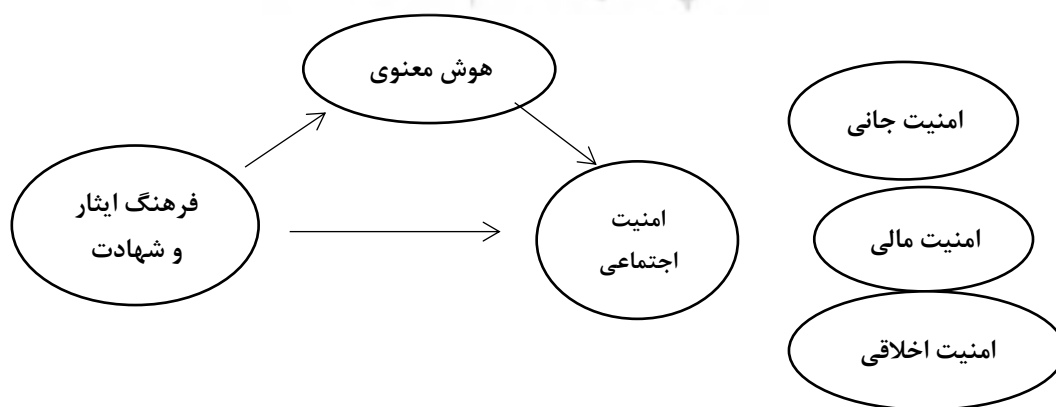 هوش معنوی
امنیت جانی
فرهنگ ایثار
و شهادت
امنیت
اجتماعی
امنیت مالی
امنیت اخلاقی